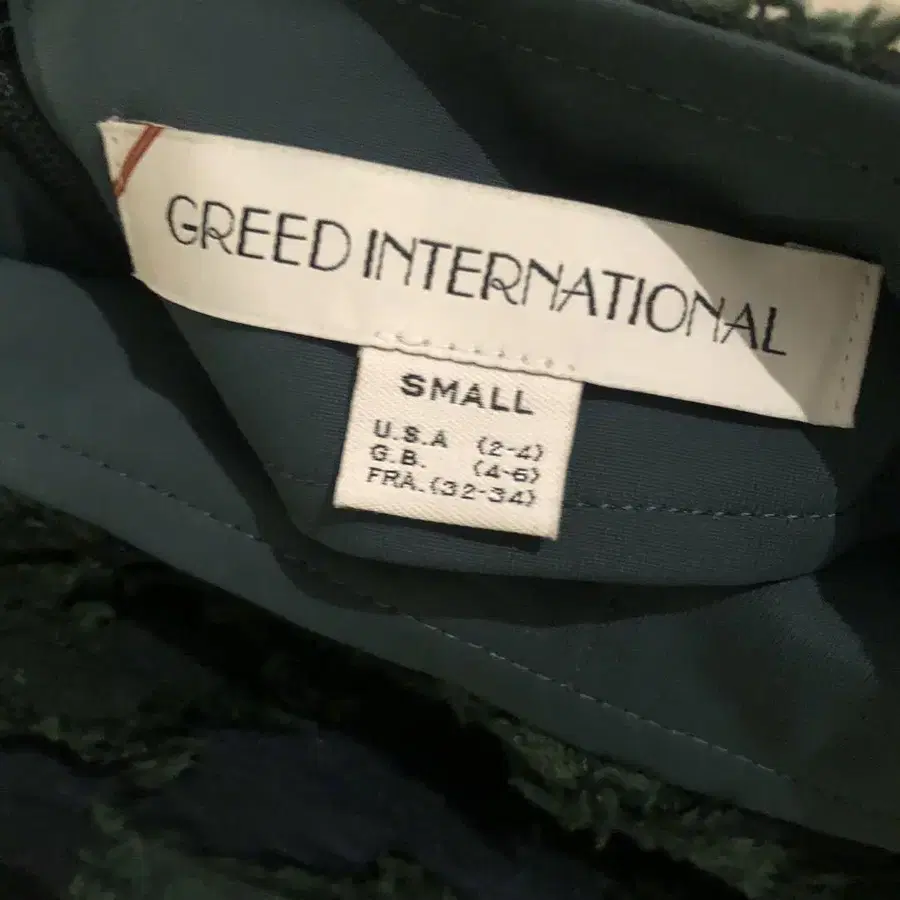 GREED INTERNATIONAL
SMALL
U.S.A (2-4)
G.B. (4-6)
FRA. (32-34)